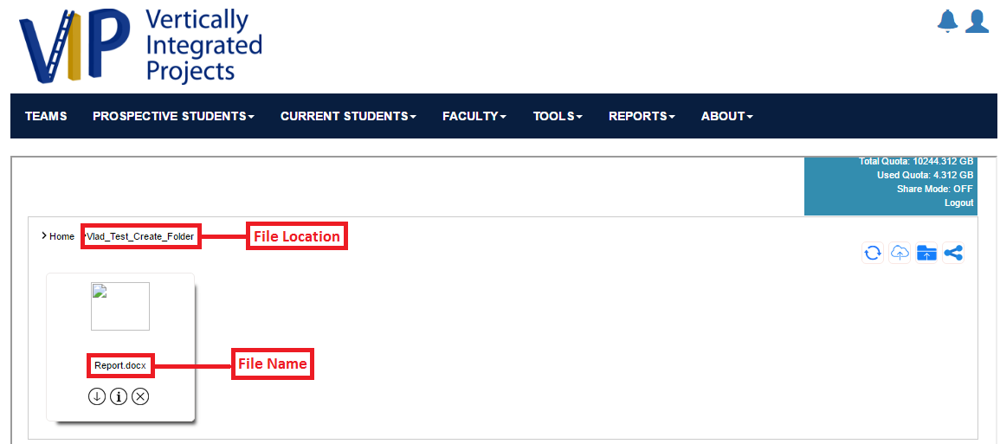 VIP
Vertically
Integrated
Projects
TEAMS PROSPECTIVE STUDENTS CURRENT STUDENTS FACULTY TOOLS REPORTS ABOUT
Total Quota: 10244.312 GB
Used Quota: 4.312 GB
Share Mode: OFF
Logout
Home Vlad_Test_Create_Folder File Location
Report.docx File Name